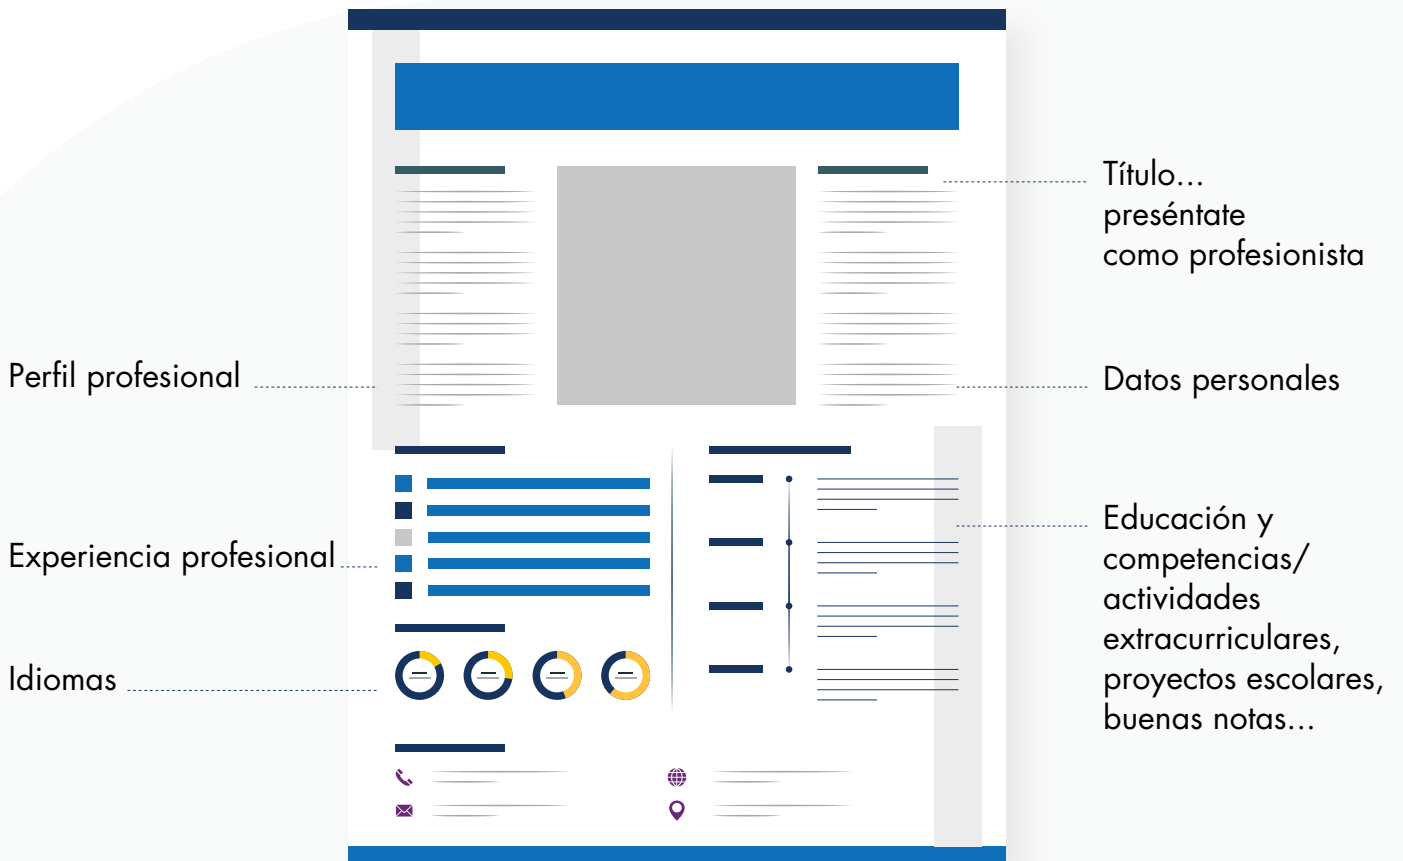 Título...
preséntate
como profesionista
Perfil profesional
Datos personales
Experiencia profesional
Educación y
competencias/
actividades
extracurriculares,
proyectos escolares,
buenas notas...
Idiomas